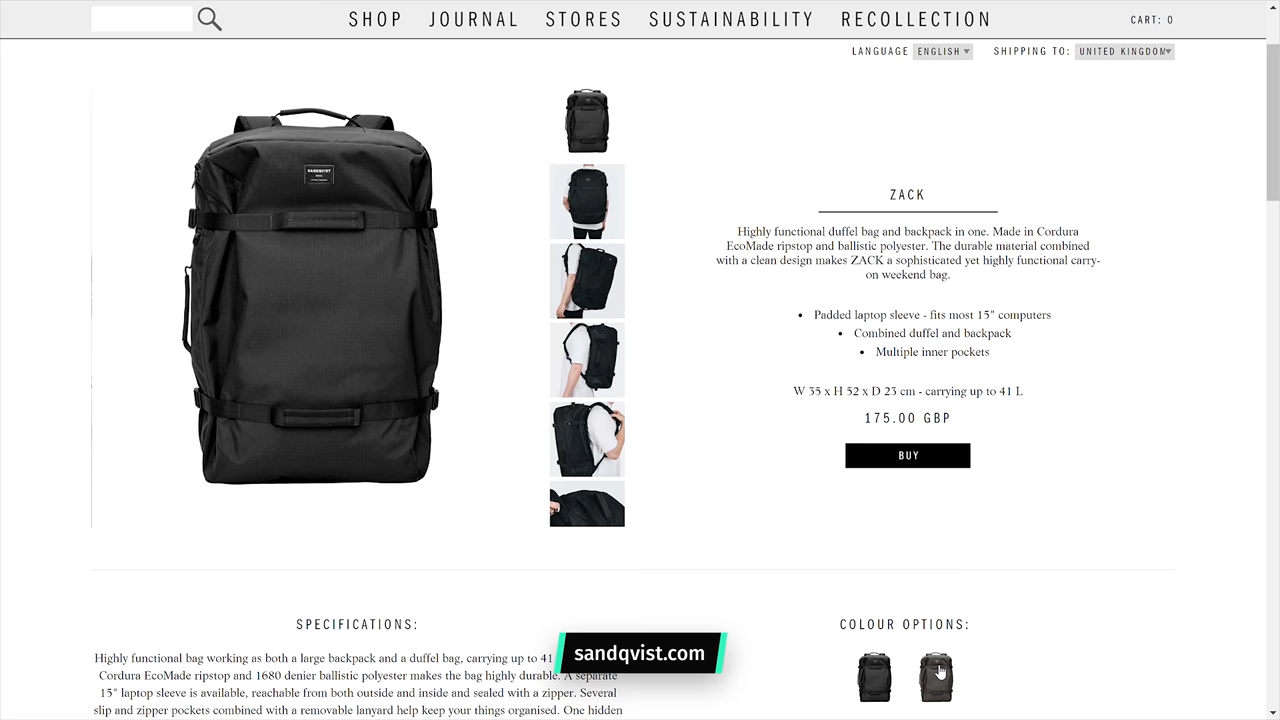 SHOP JOURNAL STORES SUSTAINABILITY RECOLLECTION
CART: 0
LANGUAGE ENGLISH SHIPPING TO: UNITED KINGDOM
SANDQVIST
ZACK
Highly functional duffel bag and backpack in one. Made in Cordura
EcoMade ripstop and ballistic polyester. The durable material combined
with a clean design makes ZACK a sophisticated yet highly functional carry-
on weekend bag.
• Padded laptop sleeve - fits most 15" computers
• Combined duffel and backpack
• Multiple inner pockets
W 35 x H 52 x D 23 cm - carrying up to 41 L
175.00 GBP
BUY
SPECIFICATIONS:
Highly functional bag working as both a large backpack and a duffel bag, carrying up to 41
Cordura EcoMade ripstop and 1680 denier ballistic polyester makes the bag highly durable. A separate
15" laptop sleeve is available, reachable from both outside and inside and sealed with a zipper. Several
slip and zipper pockets combined with a removable lanyard help keep your things organised. One hidden
COLOUR OPTIONS:
sandqvist.com